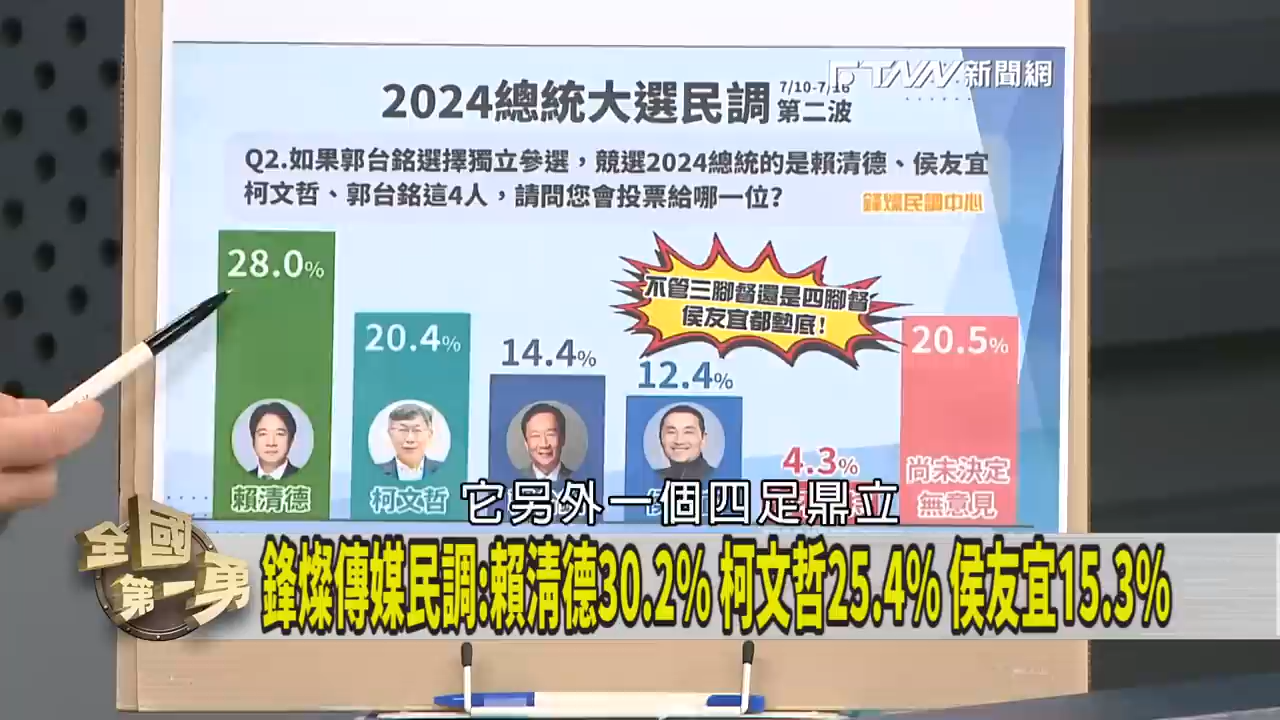 FTNN新聞網
2024總統大選民調
7/10-7/16
第二波
Q2.如果郭台銘選擇獨立參選，競選2024總統的是賴清德、侯友宜
柯文哲、郭台銘這4人，請問您會投票給哪一位?
鋒燦民調中心
不管三腳督還是四腳督
侯友宜都墊底!
28.0%
20.4%
14.4%
12.4%
4.3%
20.5%
賴清德
柯文哲
尚未決定
無意見
它另外一個四足鼎立
全國第一勇
鋒燦傳媒民調:賴清德30.2% 柯文哲25.4% 侯友宜15.3%